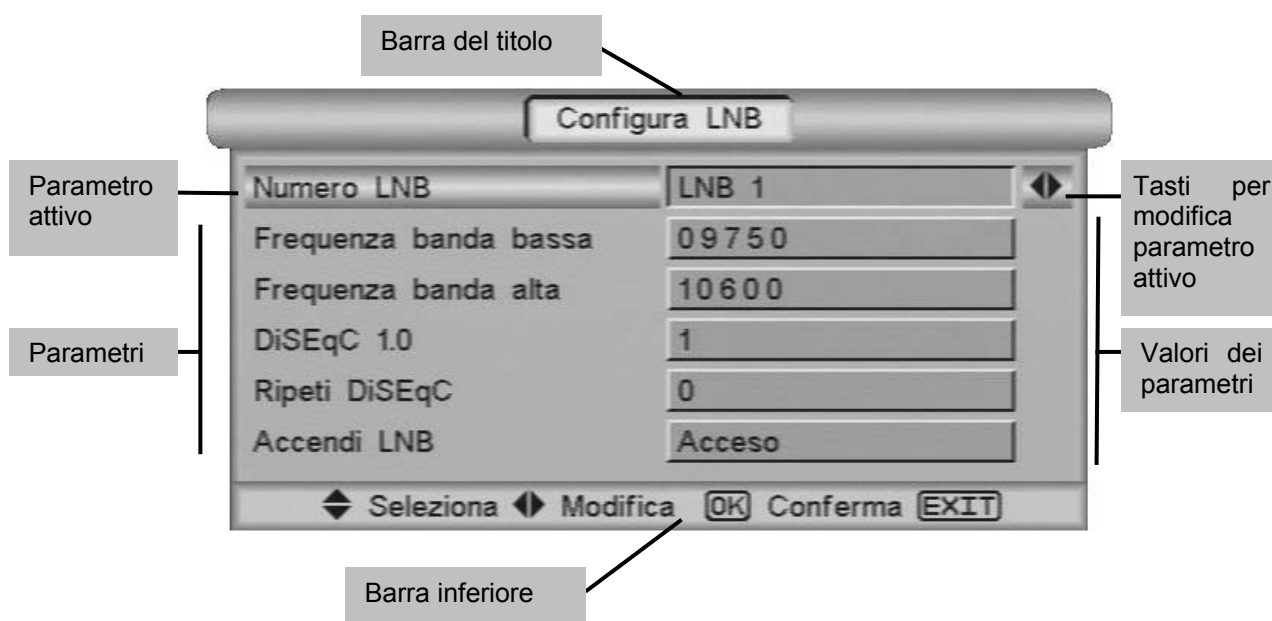 Barra del titolo
Configura LNB
Parametro
attivo
Numero LNB LNB 1
Tasti per
modifica
parametro
attivo
Frequenza banda bassa 09750
Frequenza banda alta 10600
Parametri
DiSEqC 1.0 1
Ripeti DiSEqC 0
Accendi LNB Acceso
Valori dei
parametri
Seleziona Modifica OK Conferma EXIT
Barra inferiore